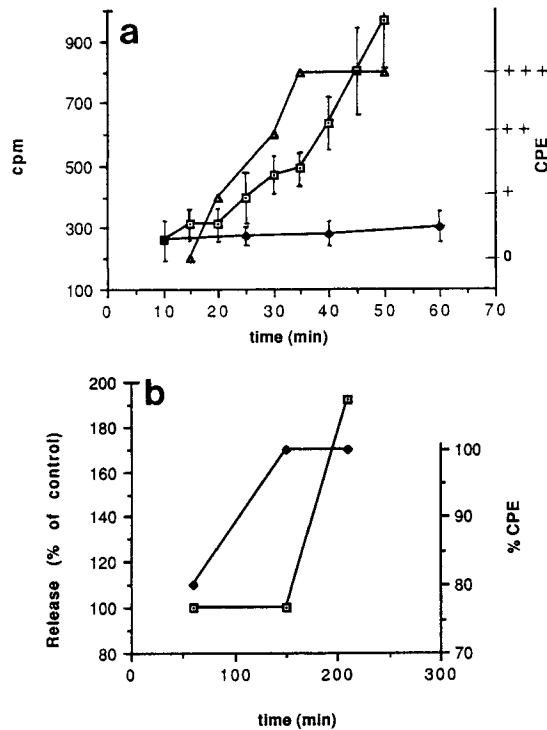 a
900
700
500
300
100
cpm
+ + +
+ +
+
0
CPE
0 10 20 30 40 50 60 70
time (min)
b
200
180
160
140
120
100
80
Release (% of control)
100
90
80
70
% CPE
0 100 200 300
time (min)